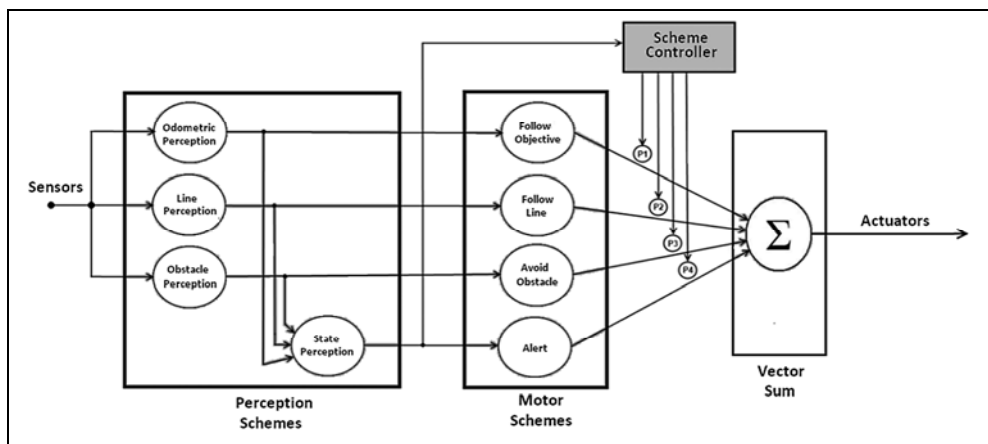 Scheme
Controller
Odometric
Perception
Follow
Objective
P1
Sensors
Line
Perception
Follow
Line
P2
Σ
Actuators
P3
Obstacle
Perception
Avoid
Obstacle
P4
State
Perception
Alert
Perception
Schemes
Motor
Schemes
Vector
Sum